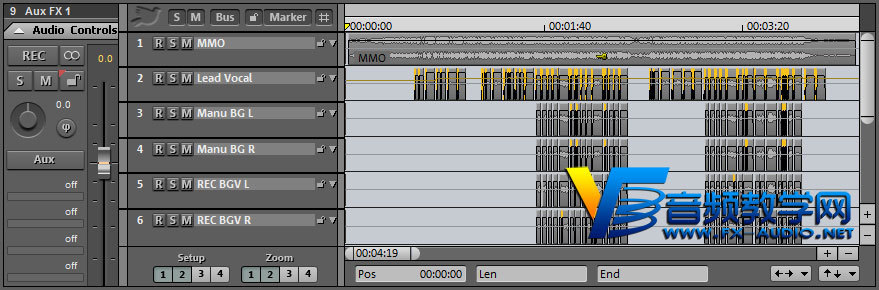 9 Aux FX 1
Audio Controls
REC
0.0
S M
0.0
φ
Aux
off
off
off
off
S M Bus Marker
1 R S M MMO
2 R S M Lead Vocal
3 R S M Manu BG L
4 R S M Manu BG R
5 R S M REC BGV L
6 R S M REC BGV R
Setup Zoom
1 2 3 4 1 2 3 4
00:00:00 00:01:40 00:03:20
MMO
音频教学网
WWW.FX-AUDIO.NET
00:04:19
Pos 00:00:00 Len End